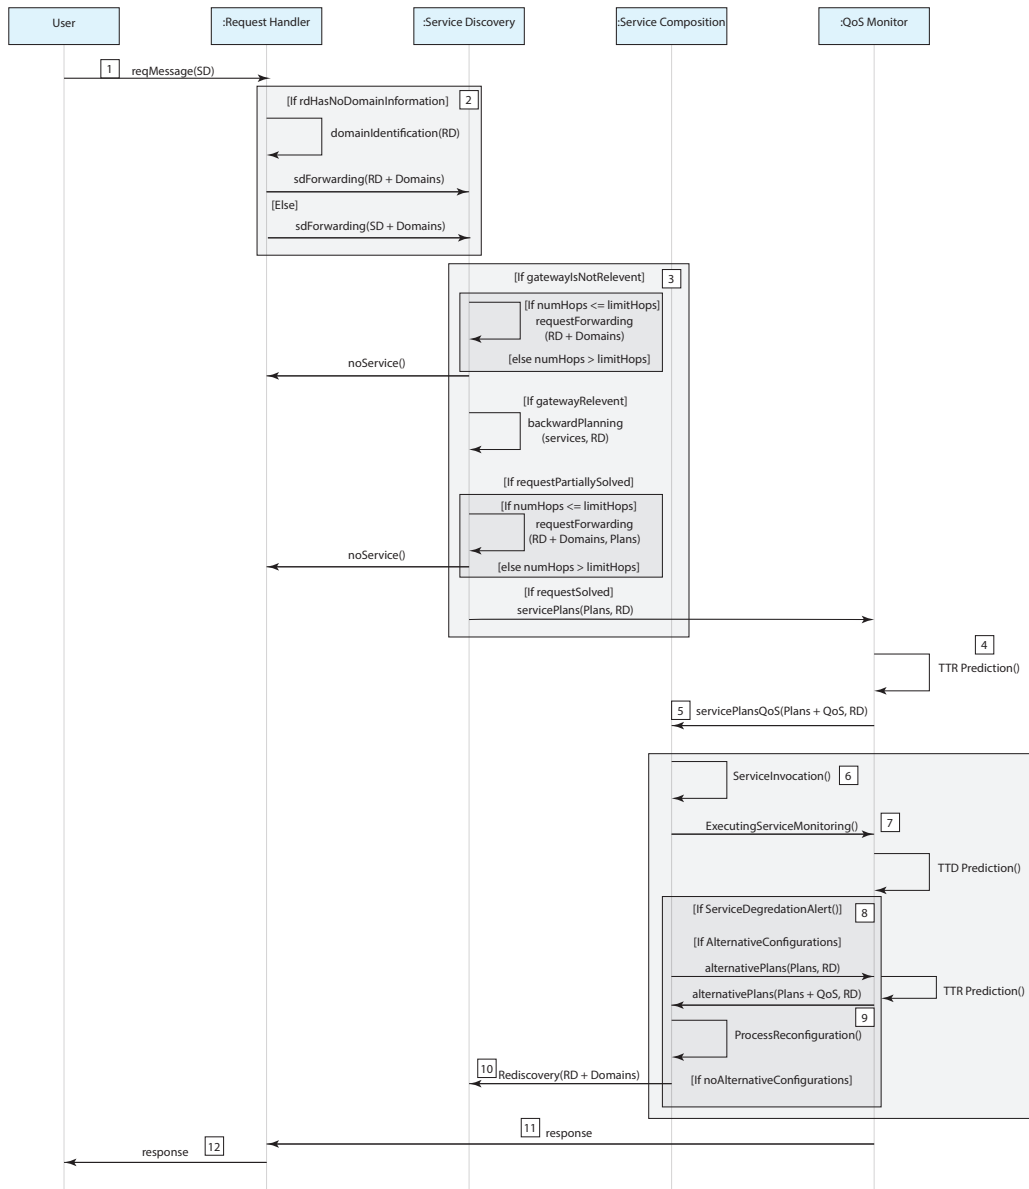 User
:Request Handler
:Service Discovery
:Service Composition
:QoS Monitor
1
reqMessage(SD)
[If rdHasNoDomainInformation]
2
domainIdentification(RD)
sdForwarding(RD + Domains)
[Else]
sdForwarding(SD + Domains)
[If gatewayIsNotRelevent]
3
[If numHops <= limitHops]
requestForwarding
(RD + Domains)
[else numHops > limitHops]
noService()
[If gatewayRelevent]
backwardPlanning
(services, RD)
[If requestPartiallySolved]
[If numHops <= limitHops]
requestForwarding
(RD + Domains, Plans)
noService()
[else numHops > limitHops]
[If requestSolved]
servicePlans(Plans, RD)
4
TTR Prediction()
5
servicePlansQoS(Plans + QoS, RD)
ServiceInvocation()
6
ExecutingServiceMonitoring()
7
TTD Prediction()
[If ServiceDegredationAlert()]
8
[If AlternativeConfigurations]
alternativePlans(Plans, RD)
alternativePlans(Plans + QoS, RD)
TTR Prediction()
9
ProcessReconfiguration()
10
Rediscovery(RD + Domains)
[If noAlternativeConfigurations]
11
response
response
12